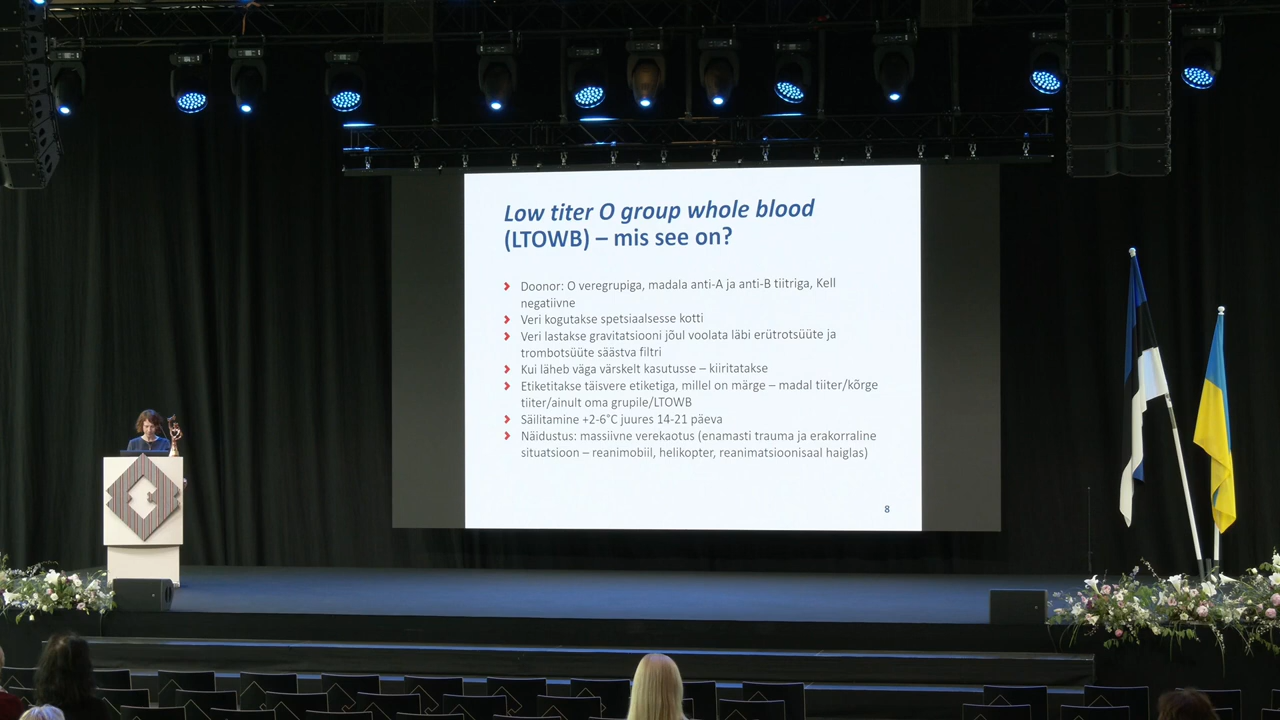 Low titer O group whole blood
(LTOWB) – mis see on?
Doonor: O veregrupiga, madala anti-A ja anti-B tiitriga, Kell
negatiivne
Veri kogutakse spetsiaalsesse kotti
Veri lastakse gravitatsiooni jõul voolata läbi erütrotsüüte ja
trombotsüüte säästva filtri
Kui läheb väga värskelt kasutusse – kiiritatakse
Etiketitakse täisvere etiketiga, millel on märge – madal tiiter/kõrge
tiiter/ainult oma grupile/LTOWB
Säilitamine +2-6°C juures 14-21 päeva
Näidustus: massiivne verekaotus (enamasti trauma ja erakorraline
situatsioon – reanimobiil, helikopter, reanimatsioonisaal haiglas)
8